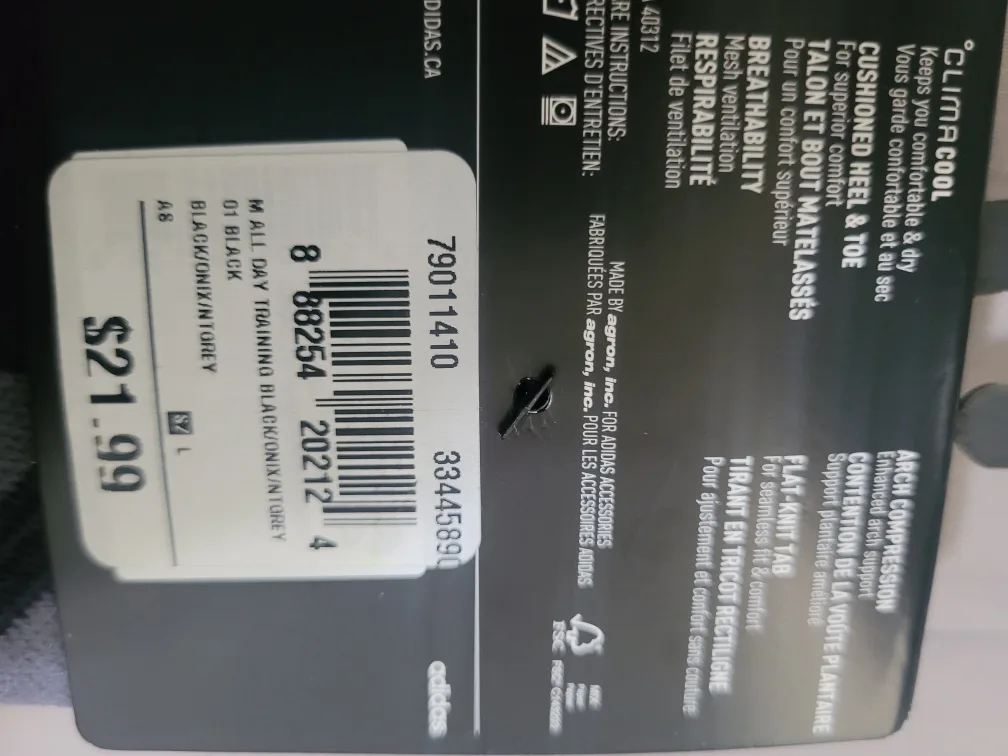 °CLIMACOOL
Keeps you comfortable & dry
Vous garde confortable et au sec
CUSHIONED HEEL & TOE
For superior comfort
TALON ET BOUT MATELASSÉS
Pour un confort supérieur
BREATHABILITY
Mesh ventilation
RESPIRABILITÉ
Filet de ventilation
ARCH COMPRESSION
Enhanced arch support
CONTENTION DE LA VOÛTE PLANTAIRE
Support plantaire amélioré
FLAT-KNIT TAB
For seamless fit & comfort
TIRANT EN TRICOT RECTILIGNE
Pour ajustement et confort sans couture
40312
RE INSTRUCTIONS:
RECTIVES D'ENTRETIEN:
MADE BY agron, inc. FOR ADIDAS ACCESSORIES
FABRIQUÉES PAR agron, inc. POUR LES ACCESSOIRES ADIDAS
MIX
FSC
DIDAS.CA
adidas
79011410 33445890
8 88254 20212 4
M ALL DAY TRAINING BLACK/ONIX/NTGREY
01 BLACK
BLACK/ONIX/NTGREY
A8 L
$21.99